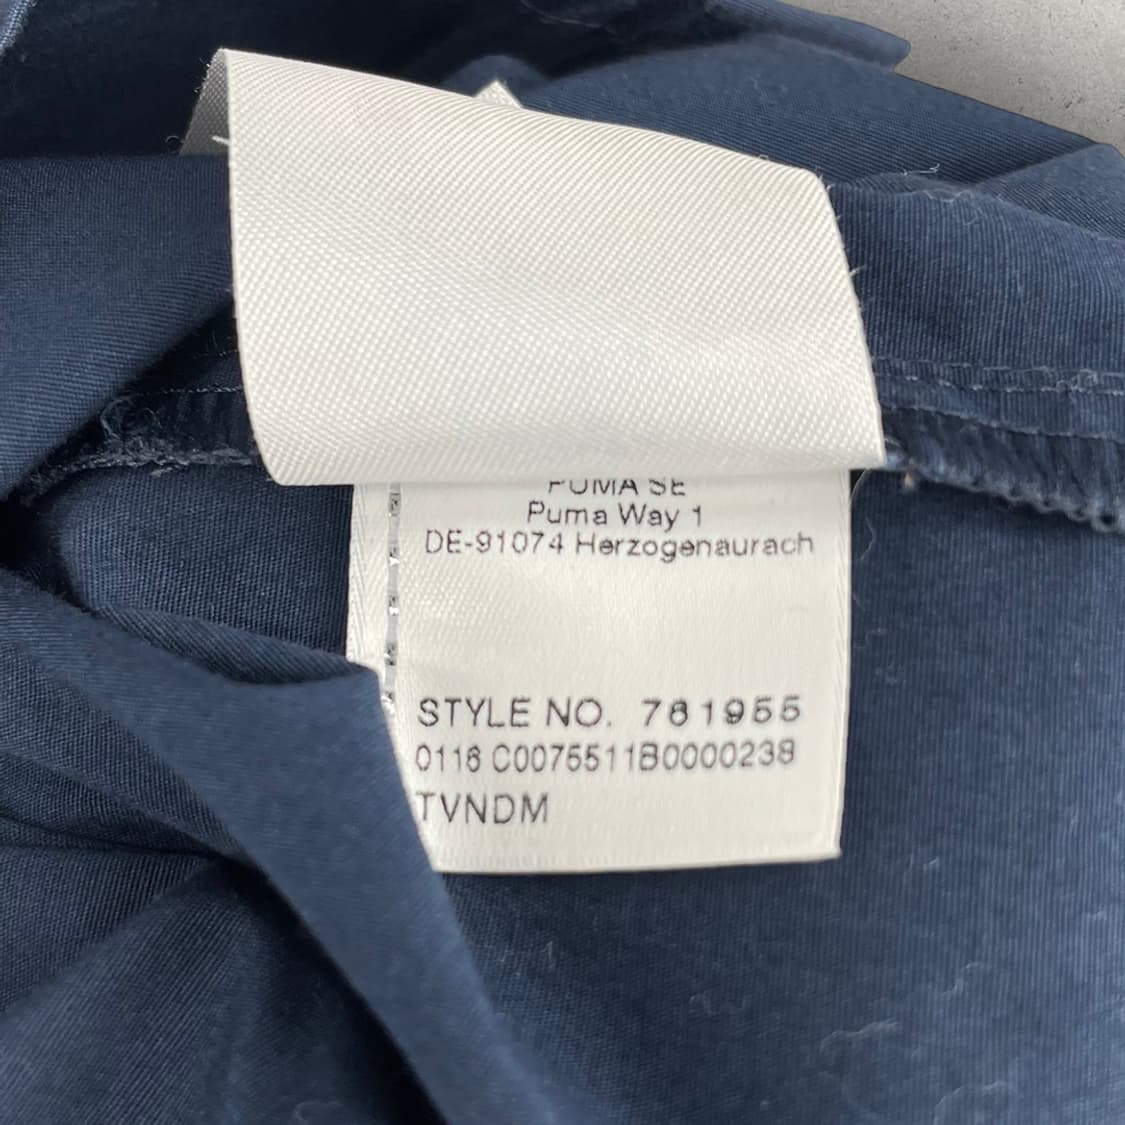 PUMA SE
Puma Way 1
DE-91074 Herzogenaurach
STYLE NO. 761955
0116 C0075511B0000238
TVNDM